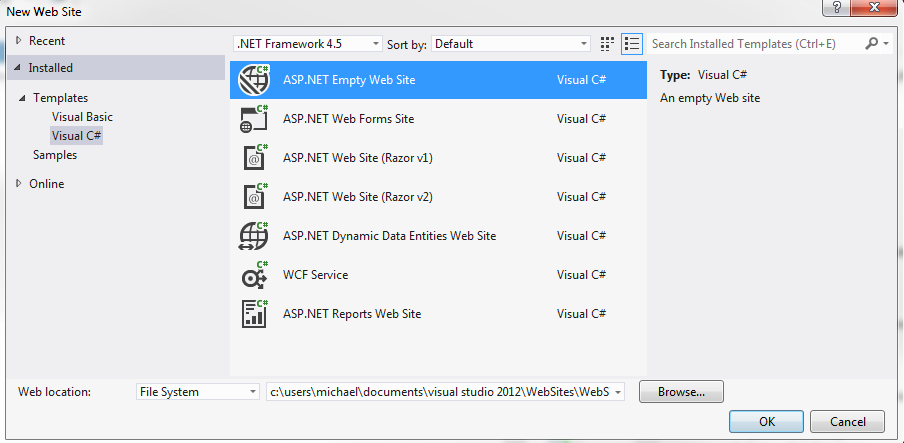 New Web Site
?
Recent
Installed
Templates
Visual Basic
Visual C#
Samples
Online
.NET Framework 4.5
Sort by: Default
Search Installed Templates (Ctrl+E)
C# ASP.NET Empty Web Site Visual C#
C# ASP.NET Web Forms Site Visual C#
C# @ ASP.NET Web Site (Razor v1) Visual C#
C# @ ASP.NET Web Site (Razor v2) Visual C#
C# ASP.NET Dynamic Data Entities Web Site Visual C#
C# WCF Service Visual C#
C# ASP.NET Reports Web Site Visual C#
Type: Visual C#
An empty Web site
Web location: File System c:\users\michael\documents\visual studio 2012\WebSites\WebS Browse...
OK Cancel